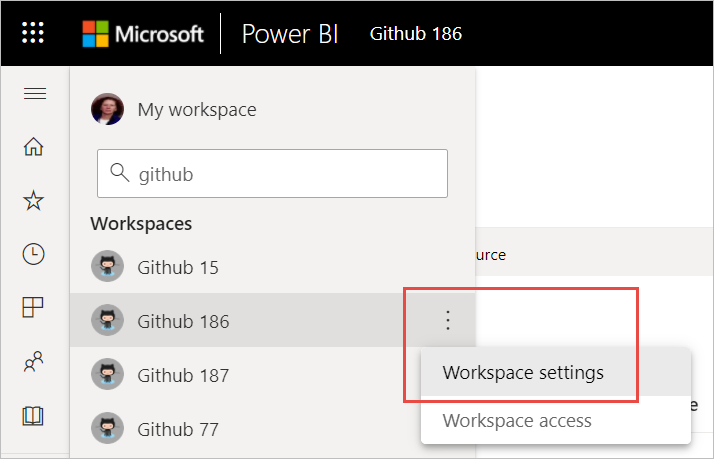 Microsoft Power BI Github 186
My workspace
github
Workspaces
Github 15
urce
Github 186
Workspace settings
Github 187
e
Workspace access
Github 77